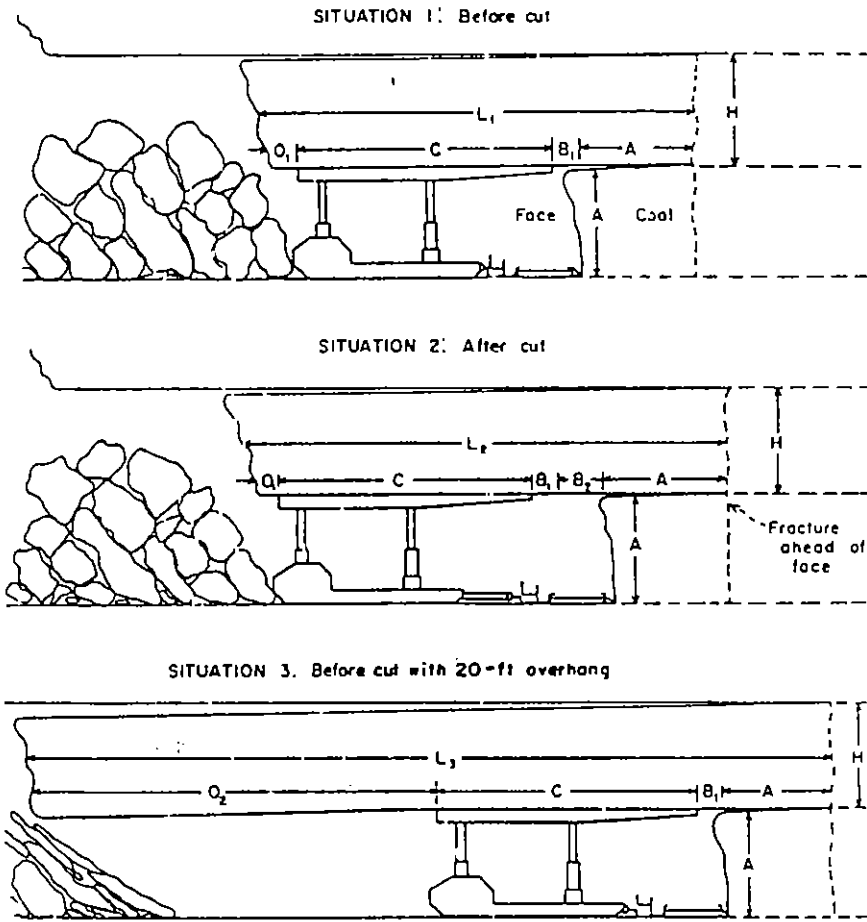 SITUATION 1: Before cut
H
L1
O1 C B1 A
Face A Coal
SITUATION 2: After cut
H
L2
O1 C B1 B2 A
A
Fracture
ahead of
face
SITUATION 3. Before cut with 20-ft overhang
H
L3
O2 C B1 A
A